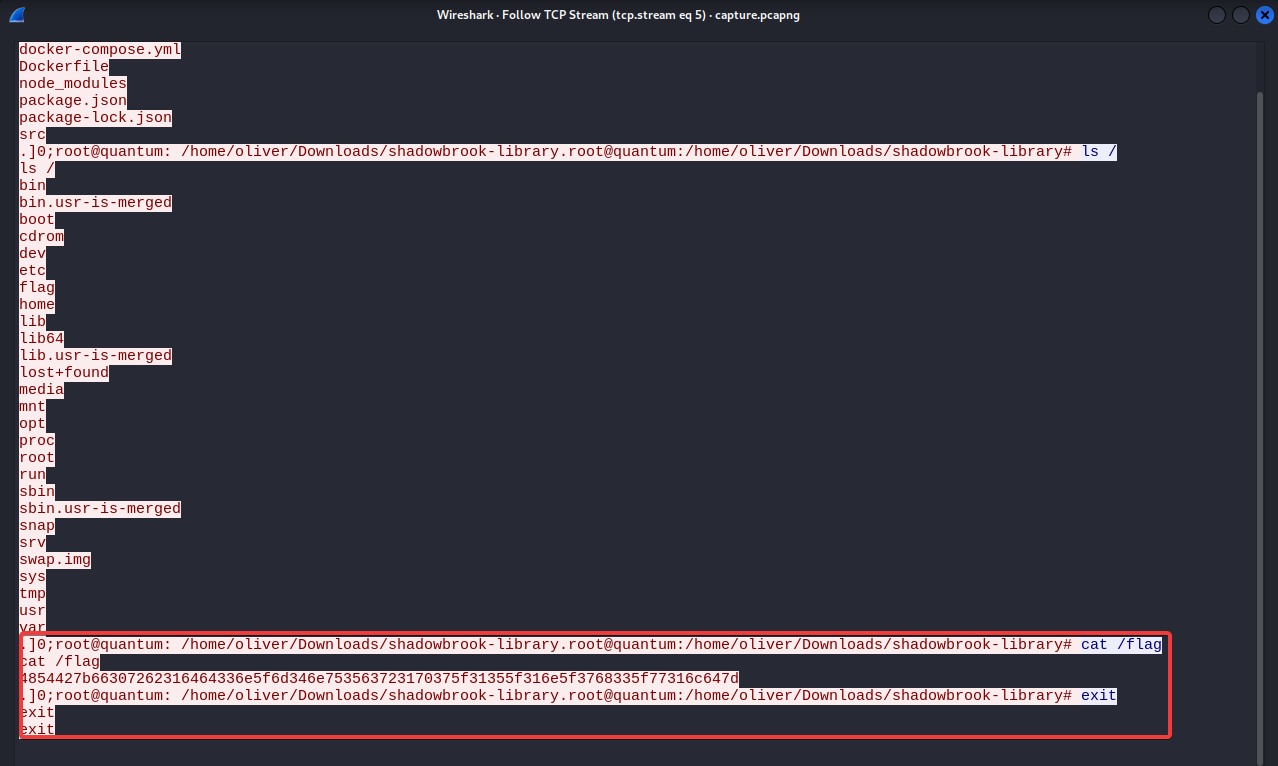 Wireshark · Follow TCP Stream (tcp.stream eq 5) · capture.pcapng
docker-compose.yml
Dockerfile
node_modules
package.json
package-lock.json
src
.]0;root@quantum: /home/oliver/Downloads/shadowbrook-library.root@quantum:/home/oliver/Downloads/shadowbrook-library# ls /
ls /
bin
bin.usr-is-merged
boot
cdrom
dev
etc
flag
home
lib
lib64
lib.usr-is-merged
lost+found
media
mnt
opt
proc
root
run
sbin
sbin.usr-is-merged
snap
srv
swap.img
sys
tmp
usr
var
.]0;root@quantum: /home/oliver/Downloads/shadowbrook-library.root@quantum:/home/oliver/Downloads/shadowbrook-library# cat /flag
cat /flag
4854427b66307262316464336e5f6d346e753563723170375f31355f316e5f3768335f77316c647d
.]0;root@quantum: /home/oliver/Downloads/shadowbrook-library.root@quantum:/home/oliver/Downloads/shadowbrook-library# exit
exit
exit